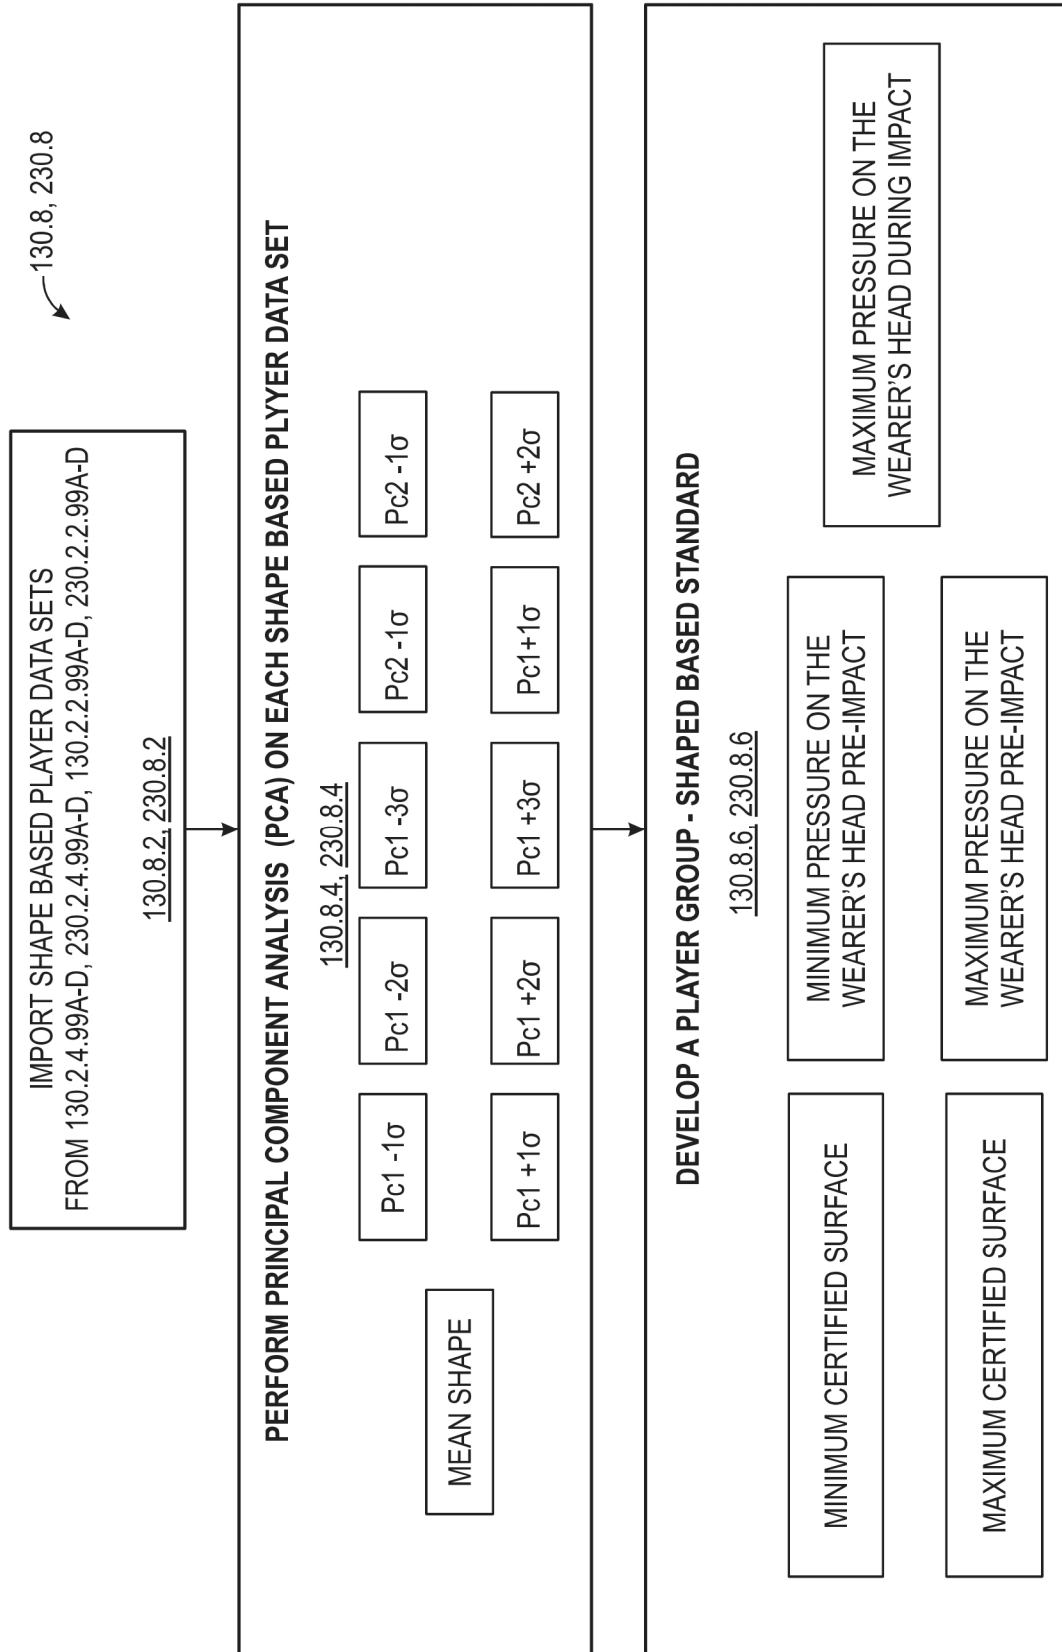 130.8, 230.8
IMPORT SHAPE BASED PLAYER DATA SETS
FROM 130.2.4.99A-D, 230.2.4.99A-D, 130.2.2.99A-D, 230.2.2.99A-D
130.8.2, 230.8.2
PERFORM PRINCIPAL COMPONENT ANALYSIS (PCA) ON EACH SHAPE BASED PLYYER DATA SET
130.8.4, 230.8.4
MEAN SHAPE
Pc1 -1σ
Pc1 -2σ
Pc1 -3σ
Pc2 -1σ
Pc2 -1σ
Pc1 +1σ
Pc1 +2σ
Pc1 +3σ
Pc1+1σ
Pc2 +2σ
DEVELOP A PLAYER GROUP - SHAPED BASED STANDARD
130.8.6, 230.8.6
MINIMUM CERTIFIED SURFACE
MINIMUM PRESSURE ON THE
WEARER'S HEAD PRE-IMPACT
MAXIMUM PRESSURE ON THE
WEARER'S HEAD DURING IMPACT
MAXIMUM CERTIFIED SURFACE
MAXIMUM PRESSURE ON THE
WEARER'S HEAD PRE-IMPACT